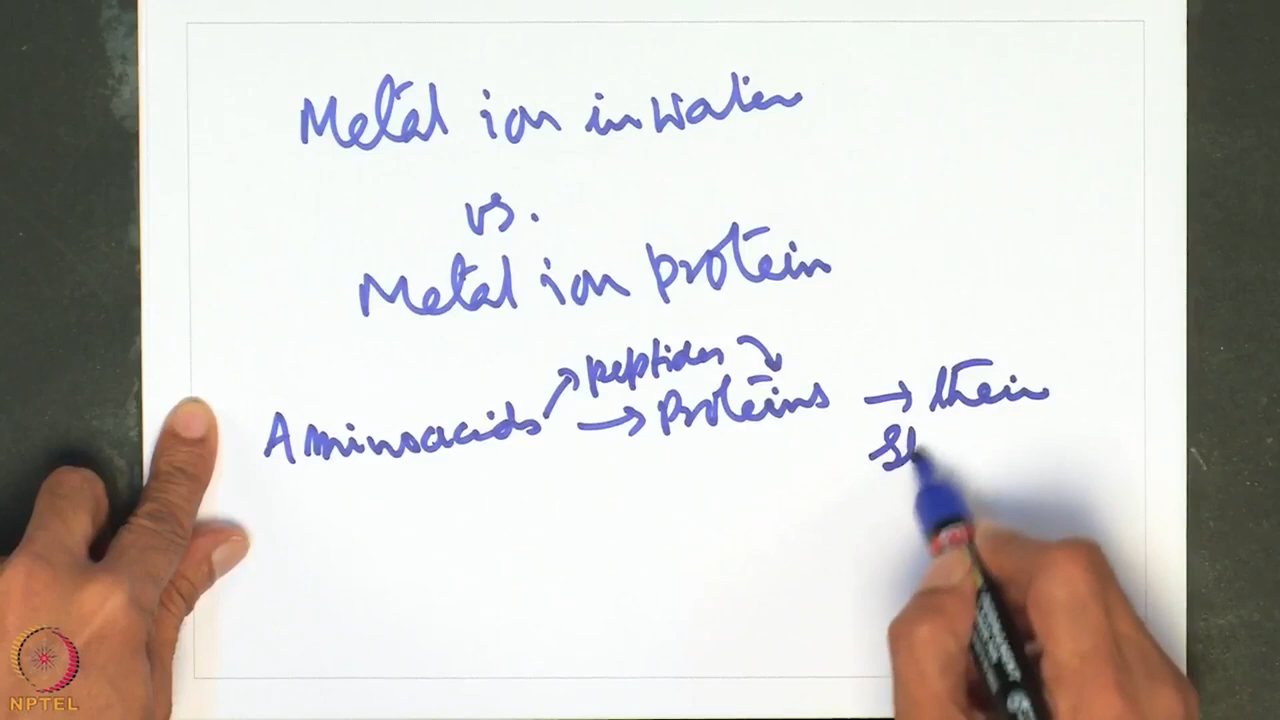 Metal ion in water
vs.
Metal ion protein
↗ peptides ↘
Aminoacids → Proteins → their
NPTEL